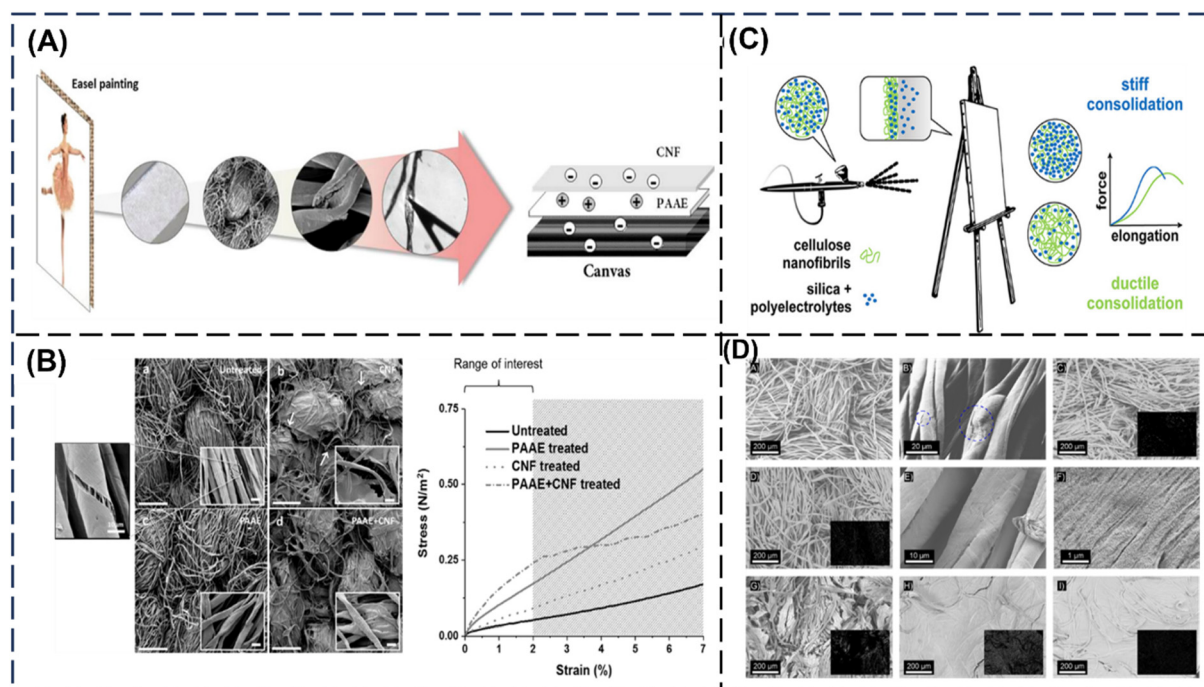 (A)
Easel painting
CNF
PAAE
Canvas
(C)
stiff
consolidation
force
elongation
cellulose
nanofibrils
silica +
polyelectrolytes
ductile
consolidation
(B)
a
Untreated
b
CNF
c
PAAE
d
PAAE+CNF
Range of interest
0.75
0.50
0.25
0.00
Stress (N/m²)
Untreated
PAAE treated
CNF treated
PAAE+CNF treated
0
1
2
3
4
5
6
7
Strain (%)
(D)
A)
200 µm
B)
20 µm
C)
200 µm
D)
200 µm
E)
10 µm
F)
1 µm
G)
200 µm
H)
200 µm
I)
200 µm